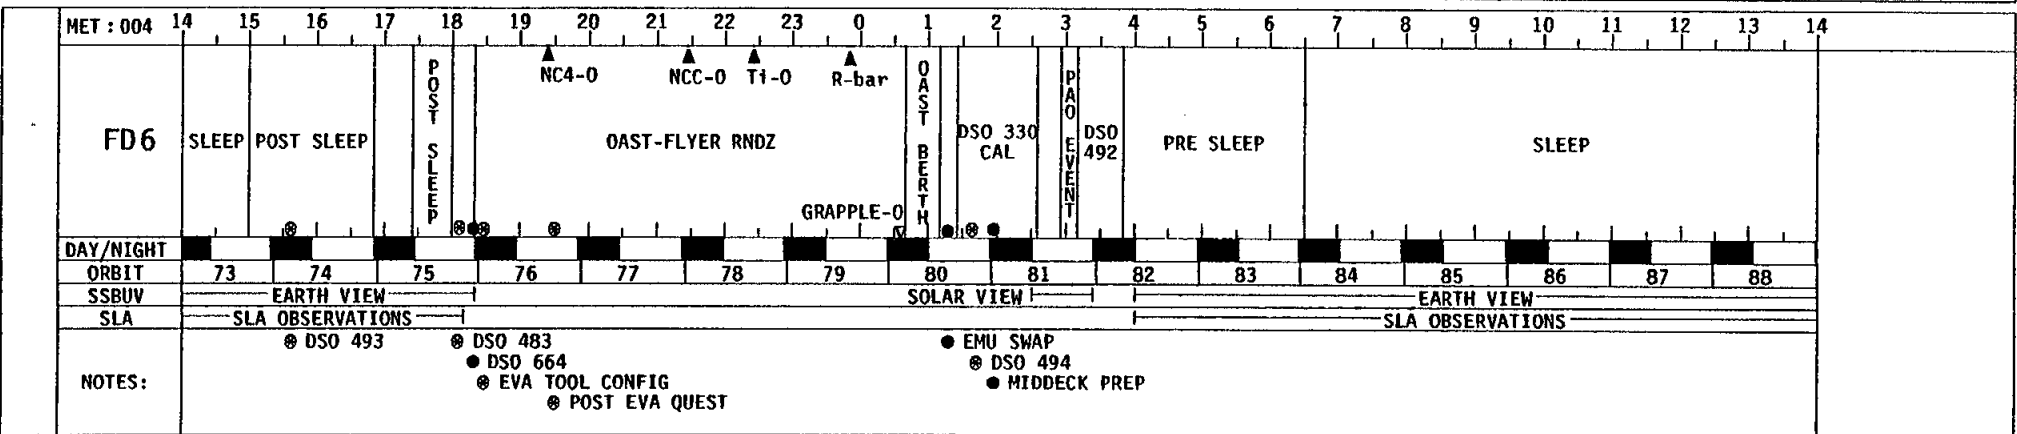 MET : 004 14 15 16 17 18 19 20 21 22 23 0 1 2 3 4 5 6 7 8 9 10 11 12 13 14
NC4-O NCC-O Ti-O R-bar
FD6 SLEEP POST SLEEP POST SLEEP OAST-FLYER RNDZ OAST BERTH DSO 330 CAL PAO EVENT DSO 492 PRE SLEEP SLEEP
GRAPPLE-O
DAY/NIGHT
ORBIT 73 74 75 76 77 78 79 80 81 82 83 84 85 86 87 88
SSBUV EARTH VIEW SOLAR VIEW EARTH VIEW
SLA SLA OBSERVATIONS SLA OBSERVATIONS
DSO 493 DSO 483 EMU SWAP
DSO 664 DSO 494
NOTES: EVA TOOL CONFIG MIDDECK PREP
POST EVA QUEST